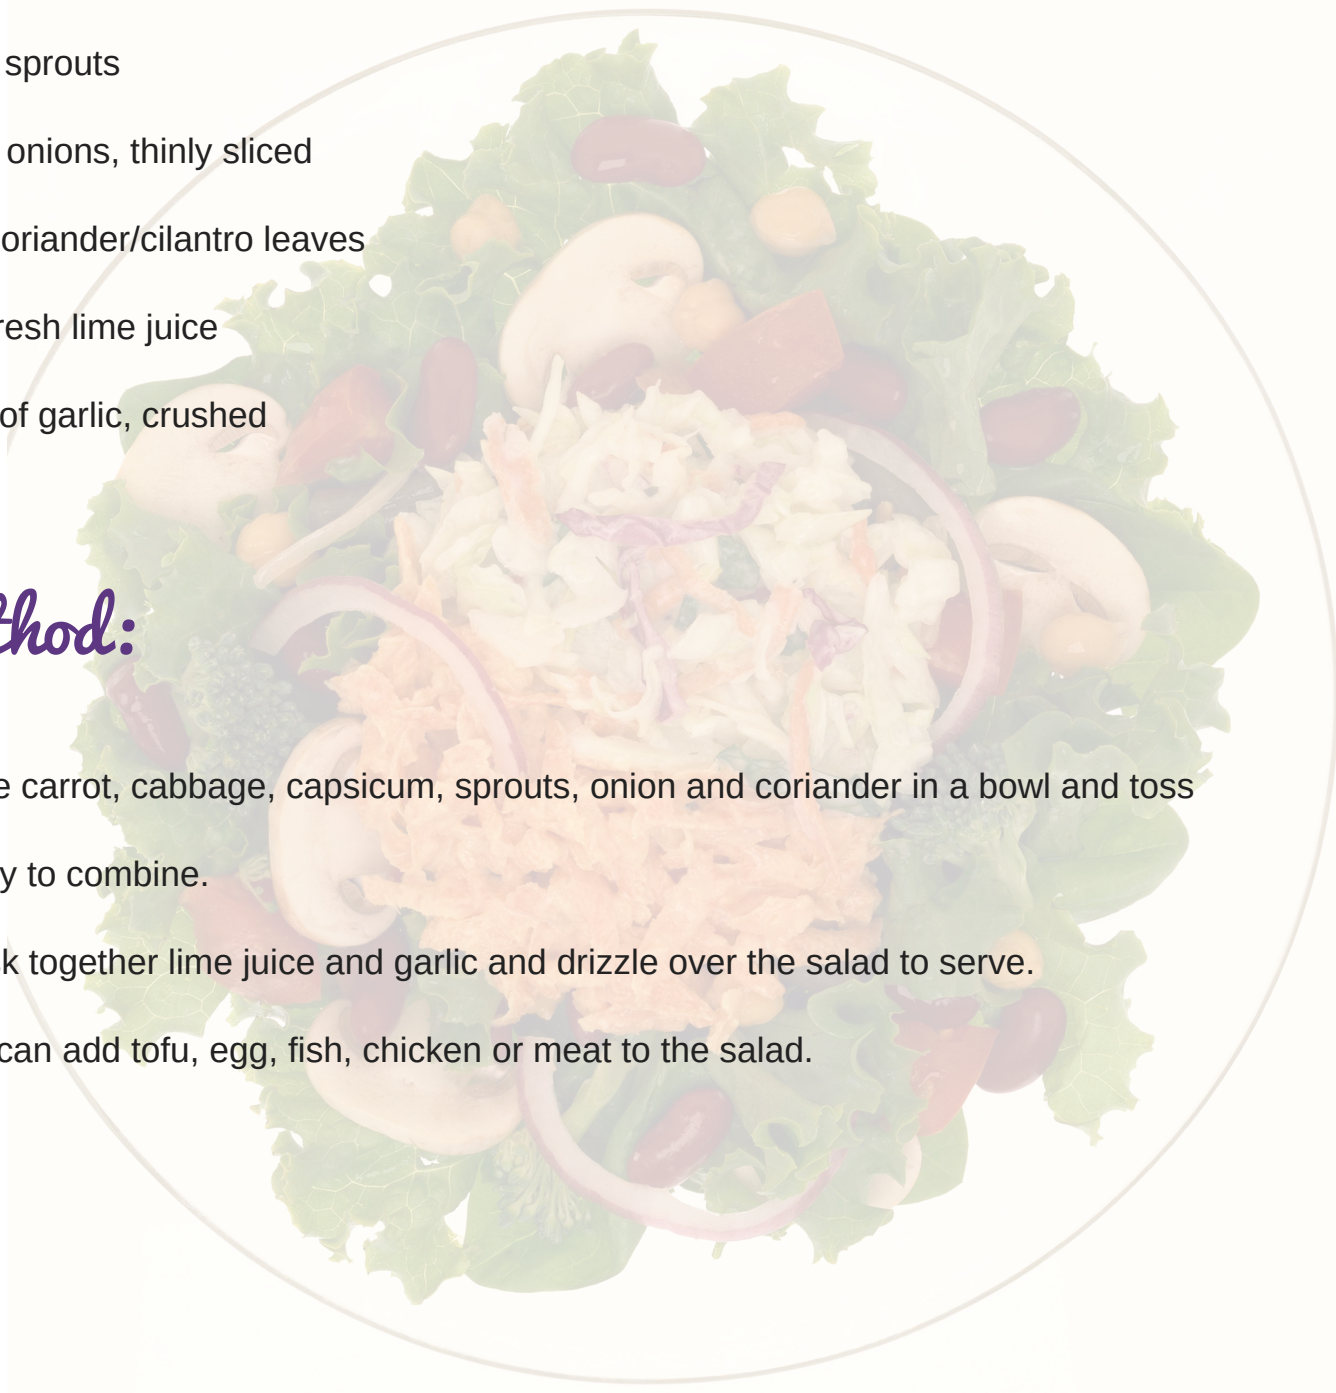 sprouts
onions, thinly sliced
oriander/cilantro leaves
resh lime juice
of garlic, crushed
thod:
e carrot, cabbage, capsicum, sprouts, onion and coriander in a bowl and toss
y to combine.
k together lime juice and garlic and drizzle over the salad to serve.
can add tofu, egg, fish, chicken or meat to the salad.